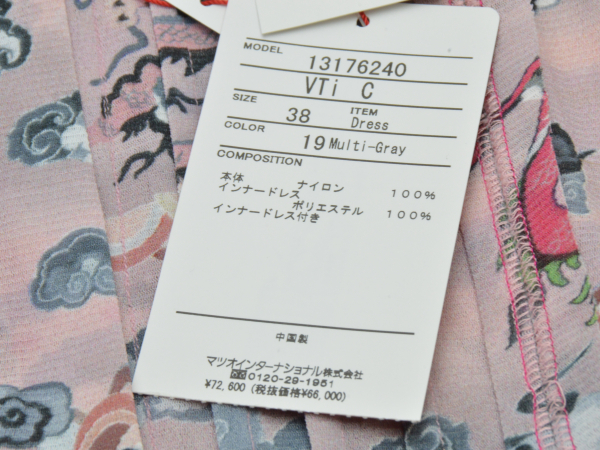 MODEL 13176240
VTi C
SIZE 38 ITEM Dress
COLOR 19 Multi-Gray
COMPOSITION
本体 ナイロン 100%
インナードレス
ポリエステル 100%
インナードレス付き
中国製
マツオインターナショナル株式会社
0120-29-1951
¥72,600 (税抜価格¥66,000)